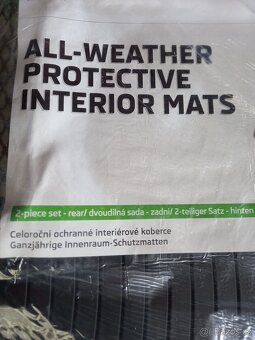 ALL-WEATHER
PROTECTIVE
INTERIOR MATS
2-piece set - rear/ dvoudílná sada - zadní/ 2-teiliger Satz - hinten
Celoroční ochranné interiérové koberce
Ganzjährige Innenraum-Schutzmatten